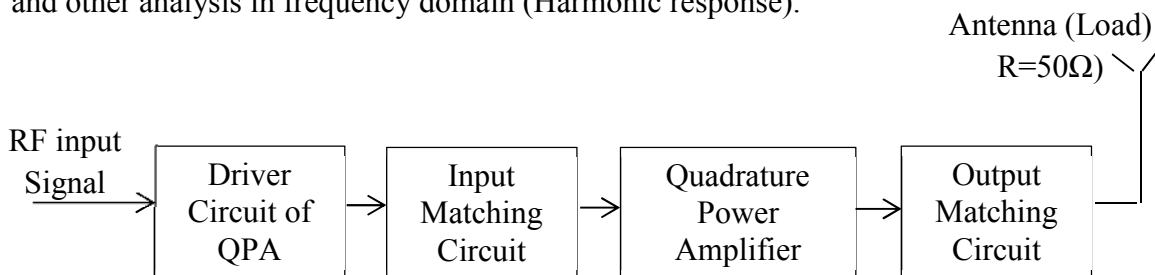 and other analysis in frequency domain (Harmonic response).
Antenna (Load)
R=50Ω)
RF input
Signal
Driver
Circuit of
QPA
Input
Matching
Circuit
Quadrature
Power
Amplifier
Output
Matching
Circuit